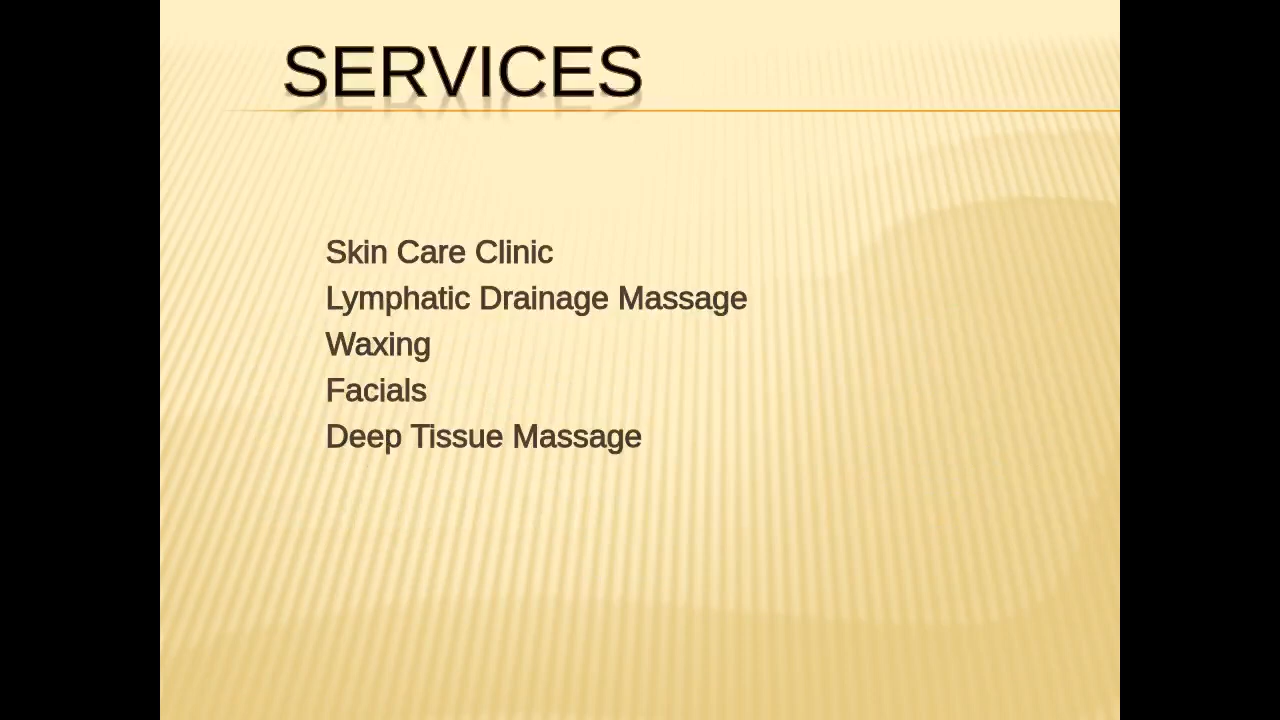 SERVICES
Skin Care Clinic
Lymphatic Drainage Massage
Waxing
Facials
Deep Tissue Massage